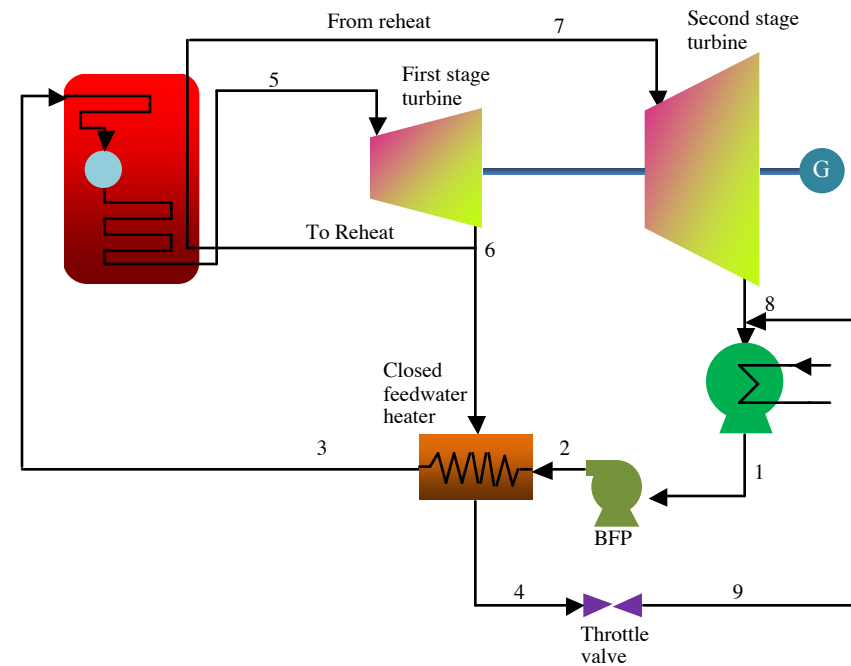 From reheat
7
Second stage
turbine
5
First stage
turbine
G
To Reheat
6
8
Closed
feedwater
heater
3
2
1
BFP
4
9
Throttle
valve